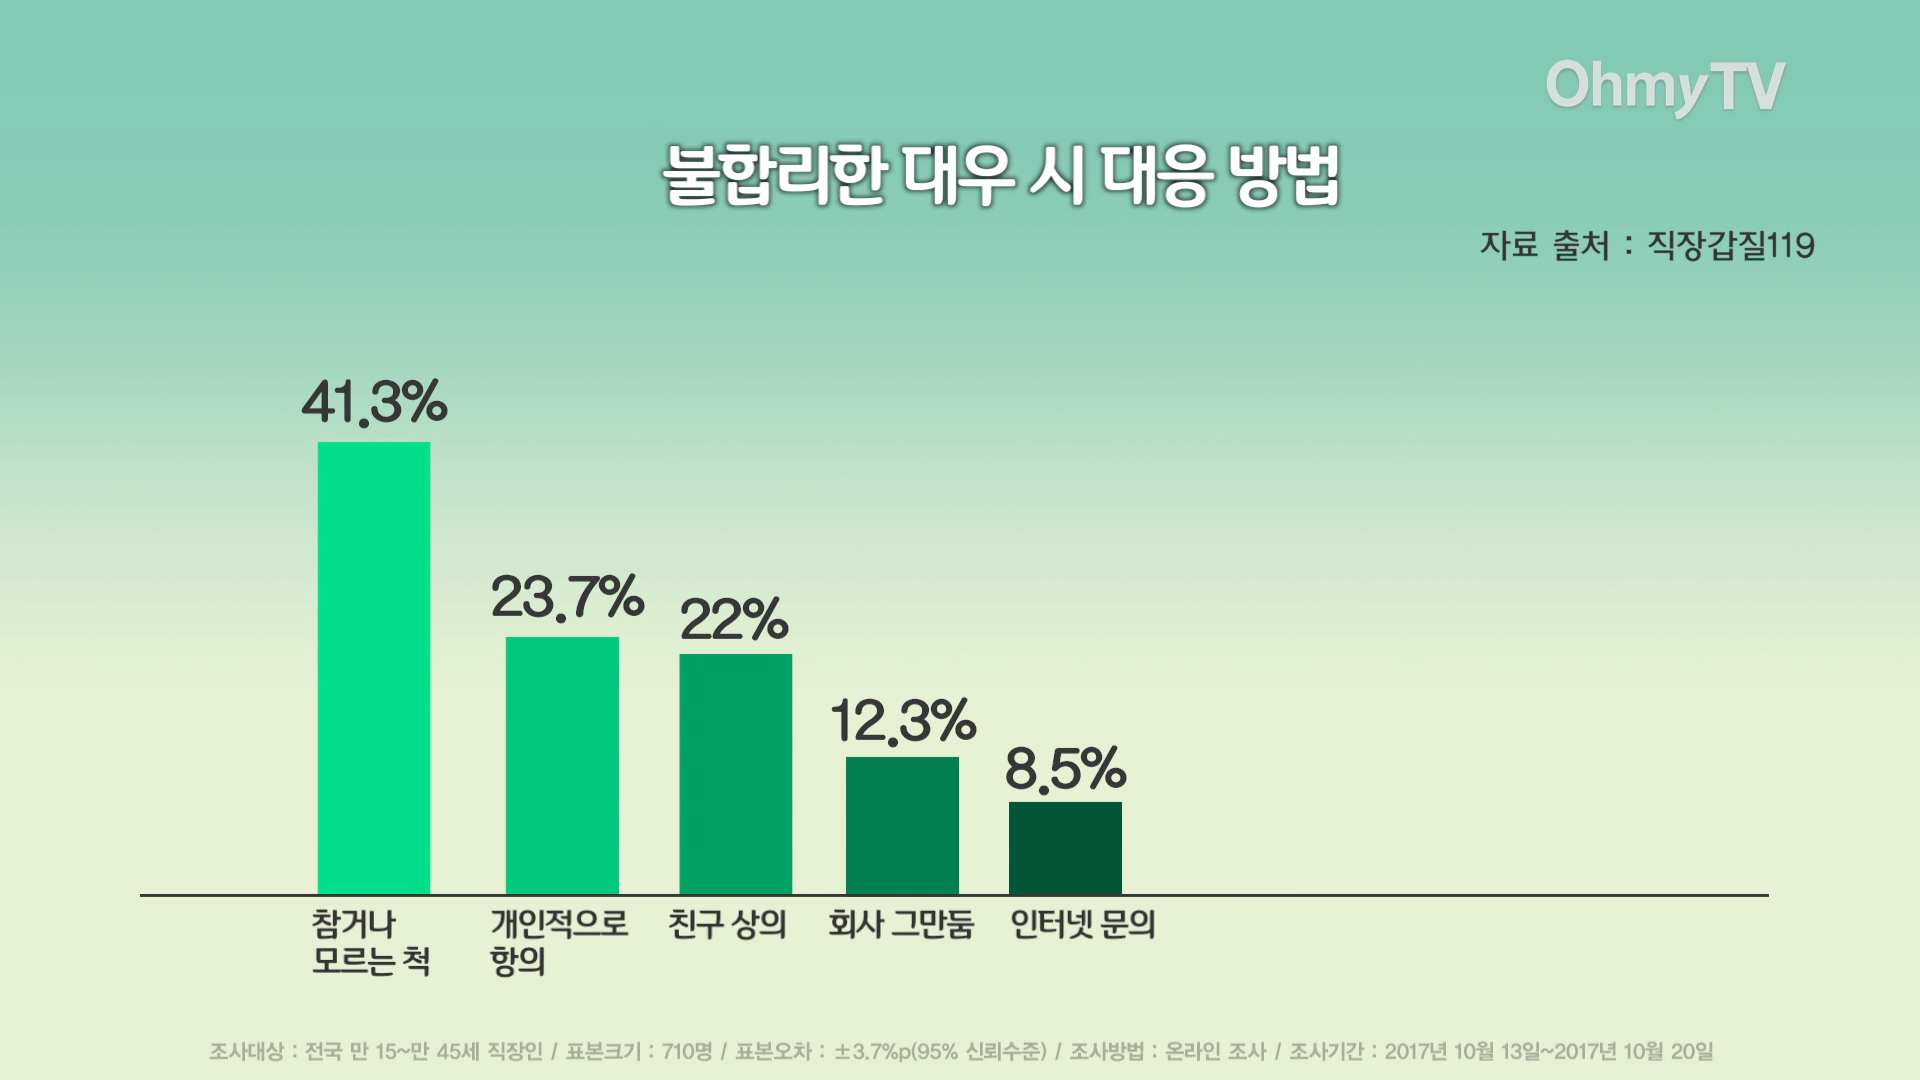 OhmyTV
불합리한 대우 시 대응 방법
자료 출처 : 직장갑질119
41.3%
23.7%
22%
12.3%
8.5%
참거나
모르는 척
개인적으로
항의
친구 상의
회사 그만둠
인터넷 문의
조사대상 : 전국 만 15~만 45세 직장인 / 표본크기 : 710명 / 표본오차 : ±3.7%p(95% 신뢰수준) / 조사방법 : 온라인 조사 / 조사기간 : 2017년 10월 13일~2017년 10월 20일